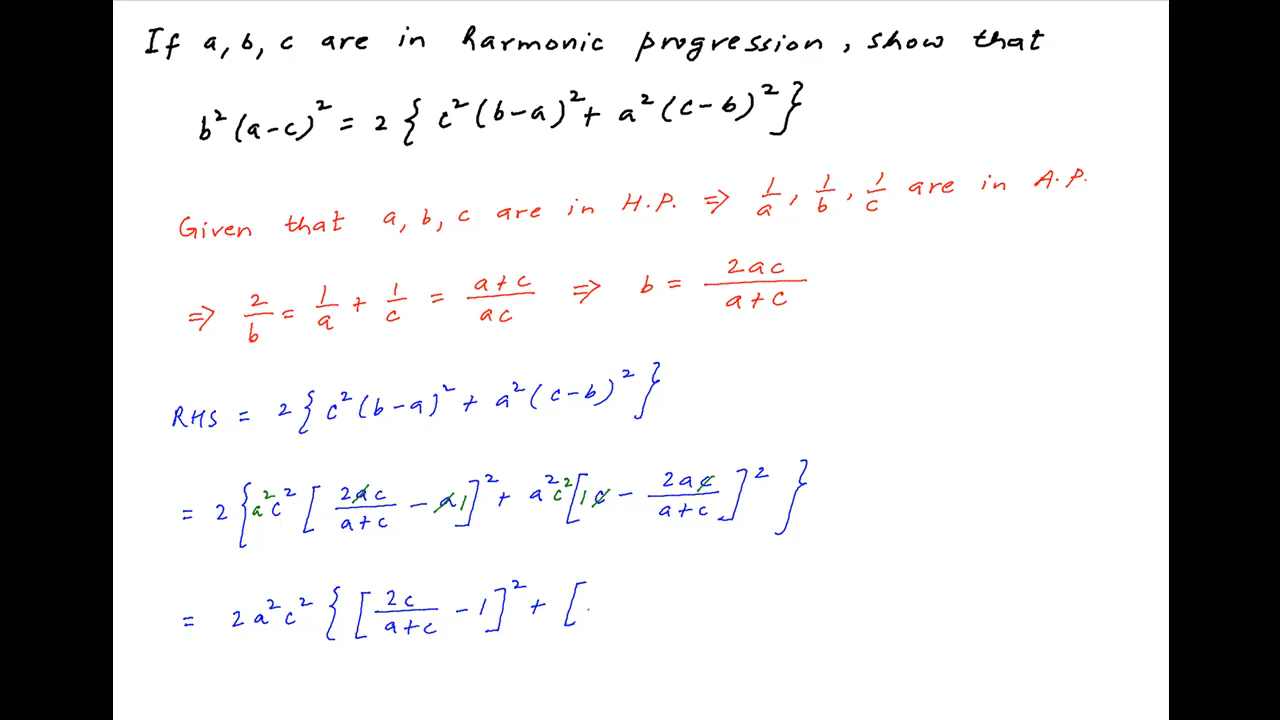 If a, b, c are in harmonic progression, show that
b²(a-c)² = 2 { c²(b-a)² + a²(c-b)² }
Given that a, b, c are in H.P. ⇒ 1/a, 1/b, 1/c are in A.P.
⇒ 2/b = 1/a + 1/c = (a+c)/(ac) ⇒ b = 2ac/(a+c)
RHS = 2 { c²(b-a)² + a²(c-b)² }
= 2 { a²c² [ 2ac/(a+c) - a 1 ]² + a²c² [ 1 c - 2ac/(a+c) ]² }
= 2a²c² { [ 2c/(a+c) - 1 ]² + [